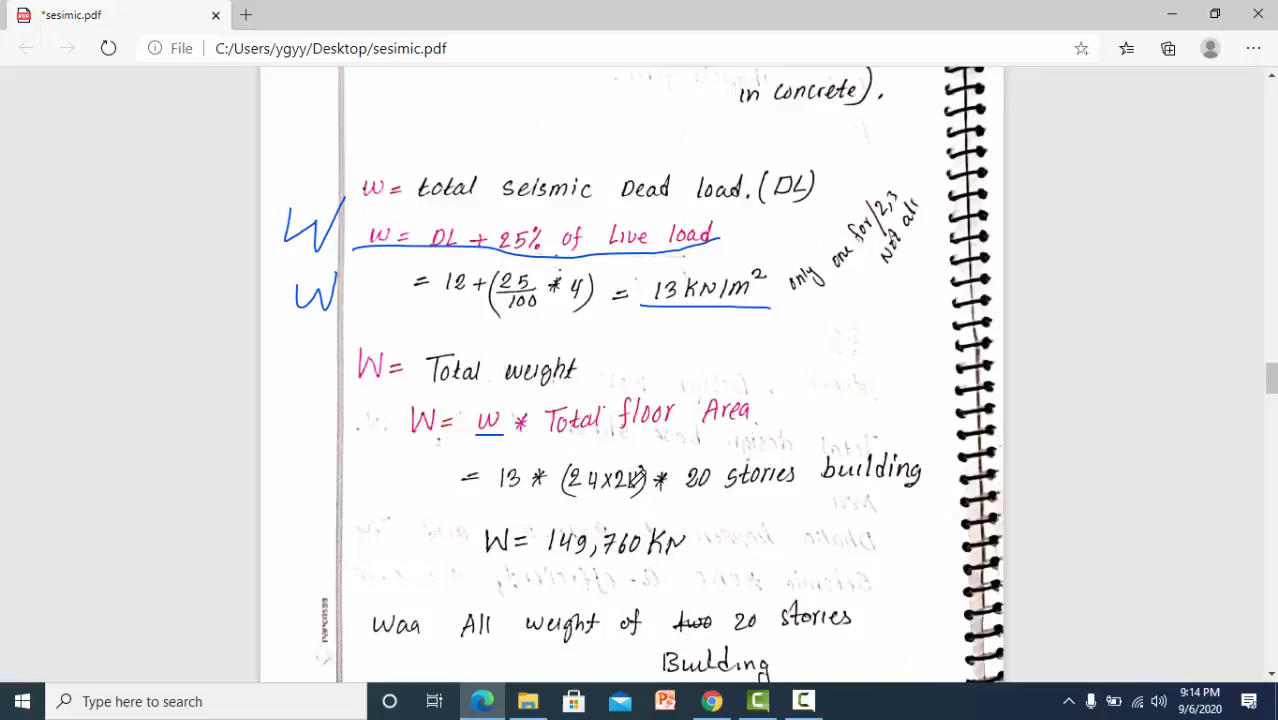 *sesimic.pdf
File C:/Users/ygyy/Desktop/sesimic.pdf
in concrete).
w = total seismic Dead load. (DL)
W
w = DL + 25% of Live load
only one for /2,3
Not all
W
= 12 + (25/100 * 4) = 13 KN/m²
W = Total weight
W = w * Total floor Area.
= 13 * (24x24) * 20 stories building
W = 149,760 KN
Waa All weight of two 20 stories
Building
PAPERS99
Type here to search
9:14 PM
9/6/2020